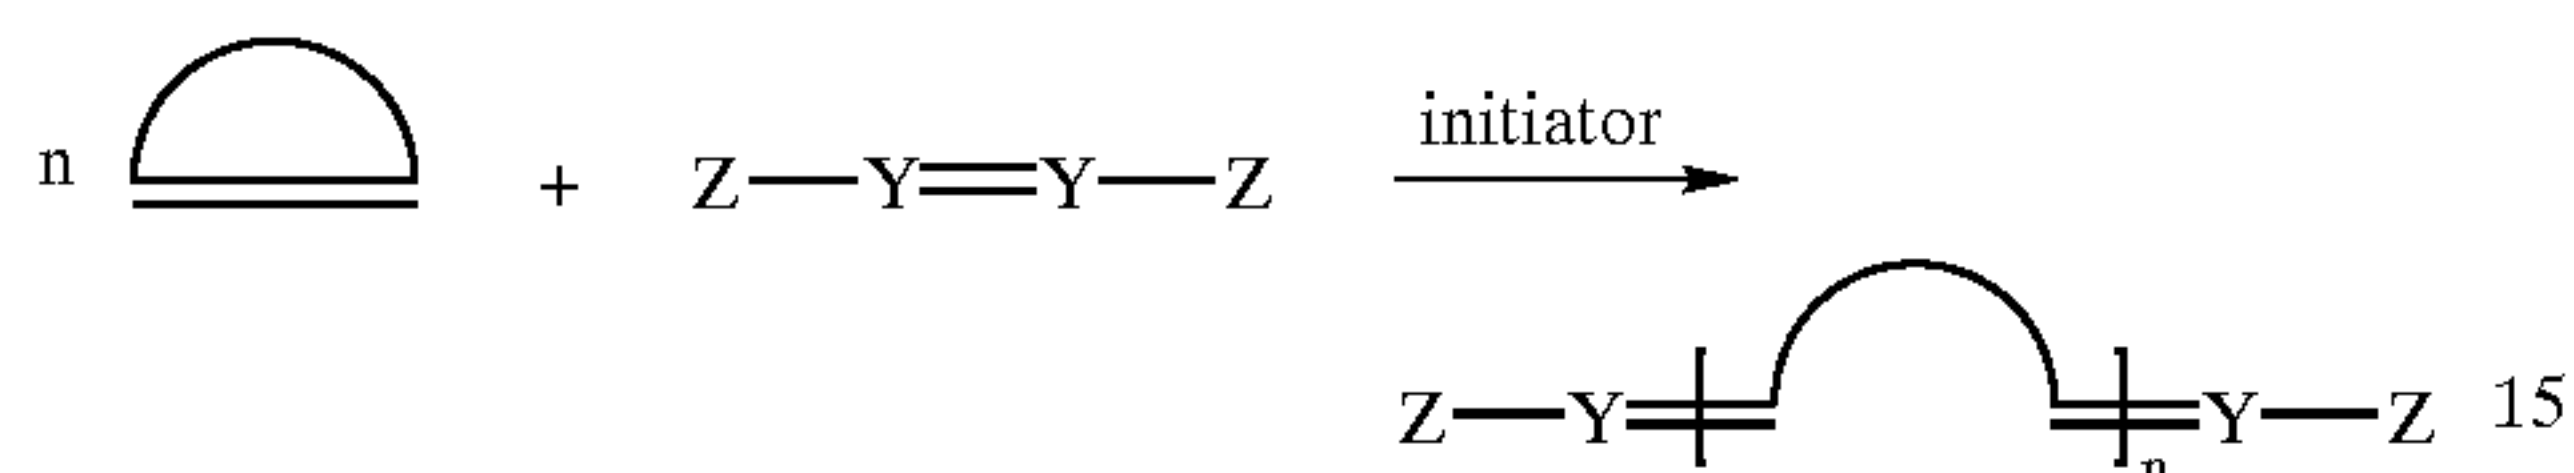 initiator
n + Z—Y=Y—Z
Z—Y=[ ]=Y—Z 15
n